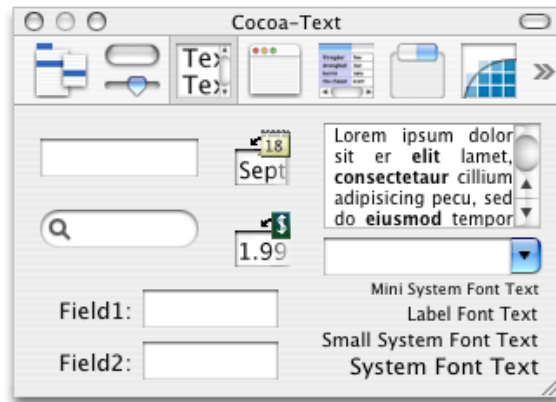 Cocoa-Text
Tex
Tex
18
Sept
$
1.99
Lorem ipsum dolor
sit er elit lamet,
consectetaur cillium
adipisicing pecu, sed
do eiusmod tempor
Mini System Font Text
Label Font Text
Small System Font Text
System Font Text
Field1:
Field2: